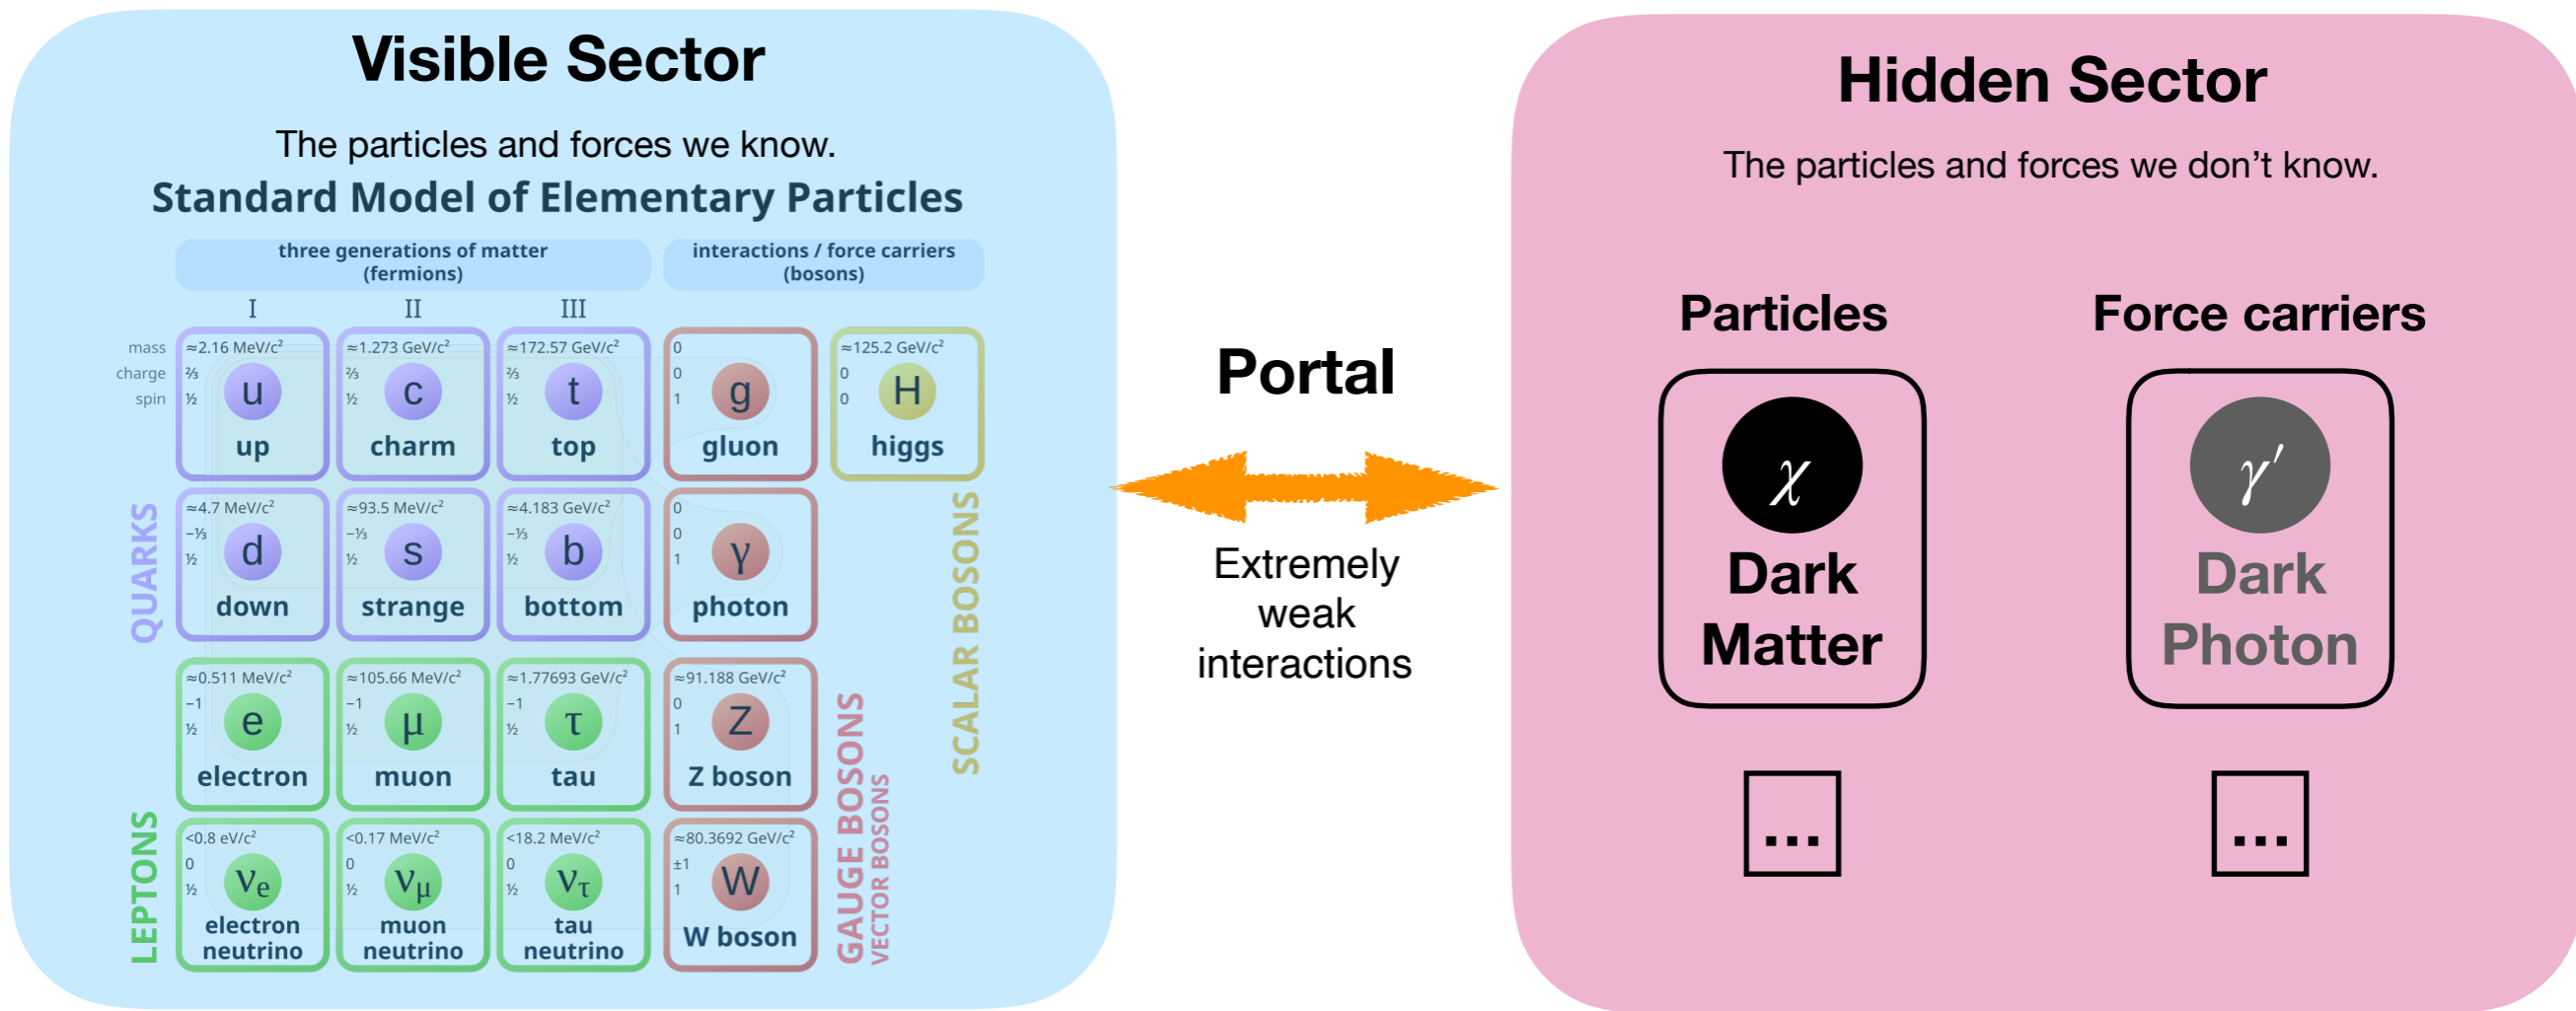 Visible Sector
The particles and forces we know.
Standard Model of Elementary Particles
three generations of matter
(fermions)
interactions / force carriers
(bosons)
I
II
III
mass
charge
spin
≈2.16 MeV/c²
⅔
½
u
up
≈1.273 GeV/c²
⅔
½
c
charm
≈172.57 GeV/c²
⅔
½
t
top
0
0
1
g
gluon
≈125.2 GeV/c²
0
0
H
higgs
QUARKS
≈4.7 MeV/c²
−⅓
½
d
down
≈93.5 MeV/c²
−⅓
½
s
strange
≈4.183 GeV/c²
−⅓
½
b
bottom
0
0
1
γ
photon
SCALAR BOSONS
LEPTONS
≈0.511 MeV/c²
−1
½
e
electron
≈105.66 MeV/c²
−1
½
μ
muon
≈1.77693 GeV/c²
−1
½
τ
tau
≈91.188 GeV/c²
0
1
Z
Z boson
<0.8 eV/c²
0
½
νe
electron
neutrino
<0.17 MeV/c²
0
½
νμ
muon
neutrino
<18.2 MeV/c²
0
½
ντ
tau
neutrino
≈80.3692 GeV/c²
±1
1
W
W boson
GAUGE BOSONS
VECTOR BOSONS
Portal
Extremely
weak
interactions
Hidden Sector
The particles and forces we don’t know.
Particles
χ
Dark
Matter
...
Force carriers
γ′
Dark
Photon
...